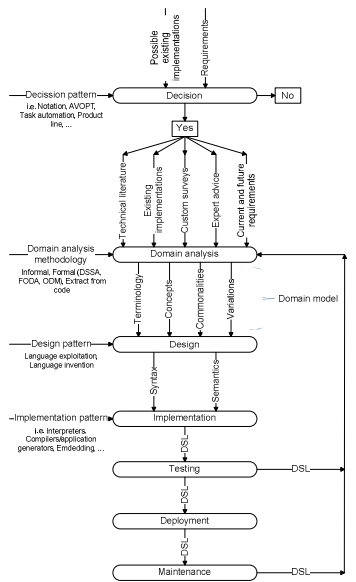 Possible
existing
implementations
Requirements
Decission pattern
i.e. Notation, AVOPT,
Task automation, Product
line, ...
Decision
No
Yes
Technical literature
Existing
implementations
Custom surveys
Expert advice
Current and future
requirements
Domain analysis
methodology
Informal, Formal (DSSA,
FODA, ODM), Extract from
code
Domain analysis
Terminology
Concepts
Commonalities
Variations
Domain model
Design pattern
Language exploitation,
Language invention
Design
Syntax
Semantics
Implementation pattern
i.e. Interpreters,
Compilers/application
generators, Emdedding, ...
Implementation
DSL
Testing
DSL
DSL
Deployment
DSL
Maintenance
DSL